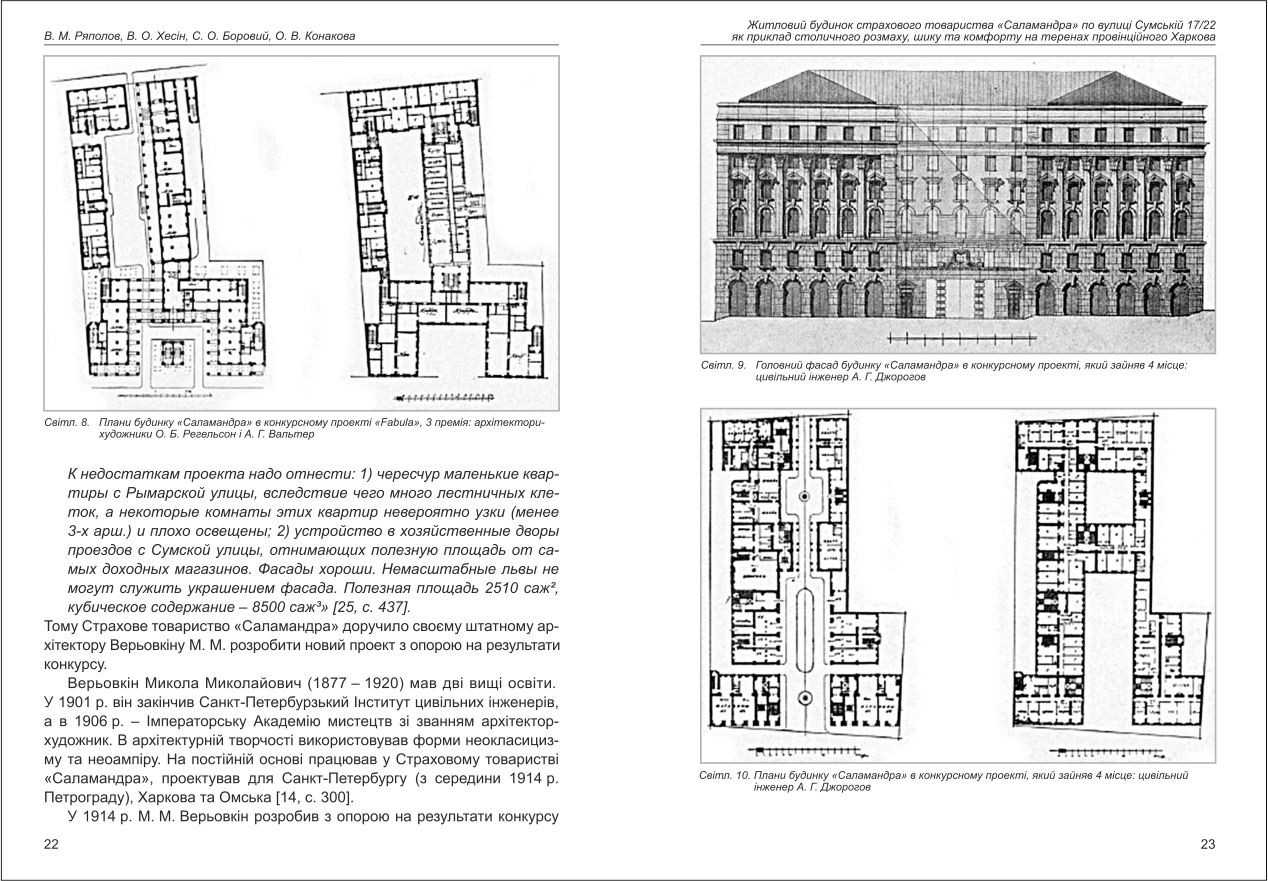 В. М. Ряполов, В. О. Хесін, С. О. Боровий, О. В. Конакова
Світл. 8. Плани будинку «Саламандра» в конкурсному проекті «Fabula», 3 премія: архітектори-
художники О. Б. Регельсон і А. Г. Вальтер
К недостаткам проекта надо отнести: 1) чересчур маленькие квар-
тиры с Рымарской улицы, вследствие чего много лестничных кле-
ток, а некоторые комнаты этих квартир невероятно узки (менее
3-х арш.) и плохо освещены; 2) устройство в хозяйственные дворы
проездов с Сумской улицы, отнимающих полезную площадь от са-
мых доходных магазинов. Фасады хороши. Немасштабные львы не
могут служить украшением фасада. Полезная площадь 2510 саж²,
кубическое содержание – 8500 саж³» [25, с. 437].
Тому Страхове товариство «Саламандра» доручило своєму штатному ар-
хітектору Верьовкіну М. М. розробити новий проект з опорою на результати
конкурсу.
Верьовкін Микола Миколайович (1877 – 1920) мав дві вищі освіти.
У 1901 р. він закінчив Санкт-Петербурзький Інститут цивільних інженерів,
а в 1906 р. – Імператорську Академію мистецтв зі званням архітектор-
художник. В архітектурній творчості використовував форми неокласициз-
му та неоампіру. На постійній основі працював у Страховому товаристві
«Саламандра», проектував для Санкт-Петербургу (з середини 1914 р.
Петрограду), Харкова та Омська [14, с. 300].
У 1914 р. М. М. Верьовкін розробив з опорою на результати конкурсу
22
Житловий будинок страхового товариства «Саламандра» по вулиці Сумській 17/22
як приклад столичного розмаху, шику та комфорту на теренах провінційного Харкова
Світл. 9. Головний фасад будинку «Саламандра» в конкурсному проекті, який зайняв 4 місце:
цивільний інженер А. Г. Джорогов
Світл. 10. Плани будинку «Саламандра» в конкурсному проекті, який зайняв 4 місце: цивільний
інженер А. Г. Джорогов
23